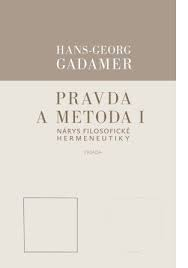 HANS-GEORG
GADAMER
PRAVDA
A METODA I
NÁRYS FILOSOFICKÉ
HERMENEUTIKY
TRIÁDA